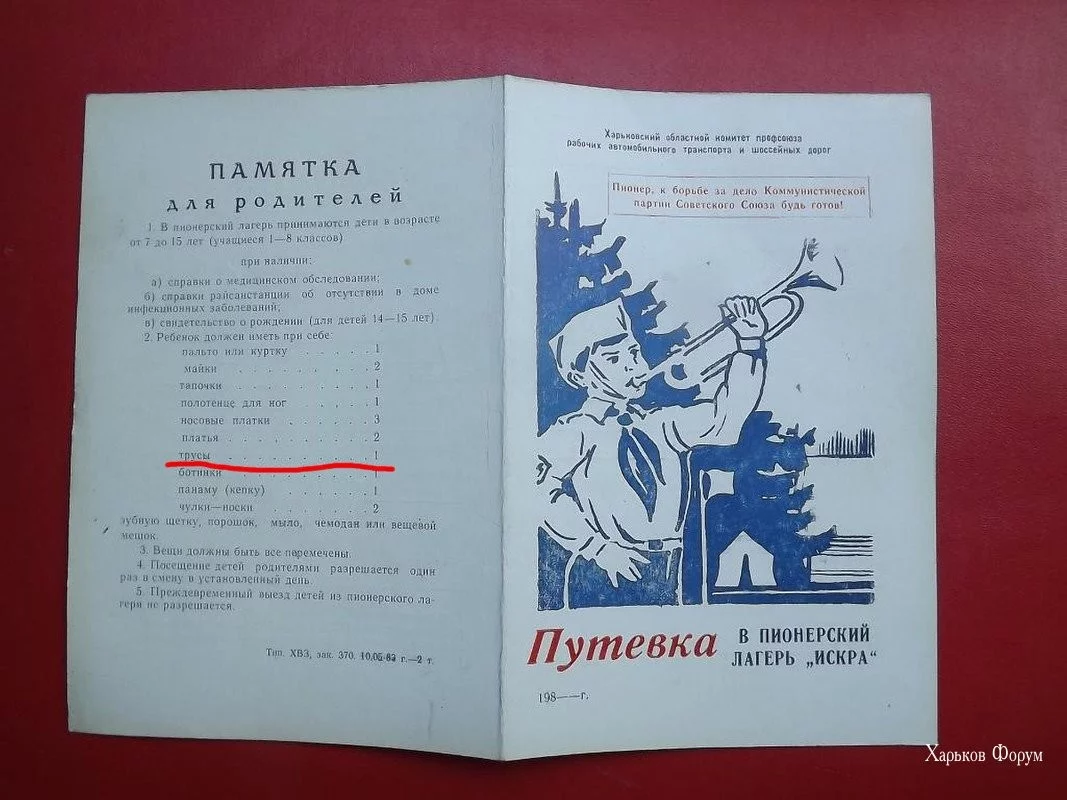 ПАМЯТКА
для родителей
1. В пионерский лагерь принимаются дети в возрасте
от 7 до 15 лет (учащиеся 1—8 классов)
при наличии:
а) справки о медицинском обследовании;
б) справки райсанстанции об отсутствии в доме
инфекционных заболеваний;
в) свидетельство о рождении (для детей 14—15 лет).
2. Ребенок должен иметь при себе:
пальто или куртку . . . . . 1
майки . . . . . . . . . 2
тапочки . . . . . . . . . 1
полотенце для ног . . . . . 1
носовые платки . . . . . . 3
платья . . . . . . . . . . 2
трусы . . . . . . . . . . 1
ботинки . . . . . . . . . 1
панаму (кепку) . . . . . . 1
чулки—носки . . . . . . . 2
зубную щетку, порошок, мыло, чемодан или вещевой
мешок.
3. Вещи должны быть все перемечены.
4. Посещение детей родителями разрешается один
раз в смену в установленный день.
5. Преждевременный выезд детей из пионерского ла-
геря не разрешается.
Тип. ХВЗ, зак. 370. 10.05-83 г.—2 т.
Харьковский областной комитет профсоюза
рабочих автомобильного транспорта и шоссейных дорог
Пионер, к борьбе за дело Коммунистической
партии Советского Союза будь готов!
Путевка В ПИОНЕРСКИЙ
ЛАГЕРЬ „ИСКРА“
198——г.
Харьков Форум